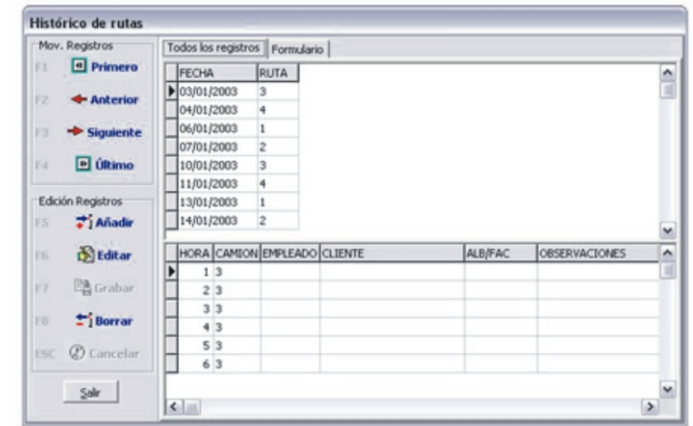 Histórico de rutas
Mov. Registros
F1 Primero
F2 Anterior
F3 Siguiente
F4 Último
Edición Registros
F5 Añadir
F6 Editar
F7 Grabar
F8 Borrar
ESC Cancelar
Salir
Todos los registros Formulario
FECHA RUTA
03/01/2003 3
04/01/2003 4
06/01/2003 1
07/01/2003 2
10/01/2003 3
11/01/2003 4
13/01/2003 1
14/01/2003 2
HORA CAMION EMPLEADO CLIENTE ALB/FAC OBSERVACIONES
1 3
2 3
3 3
4 3
5 3
6 3